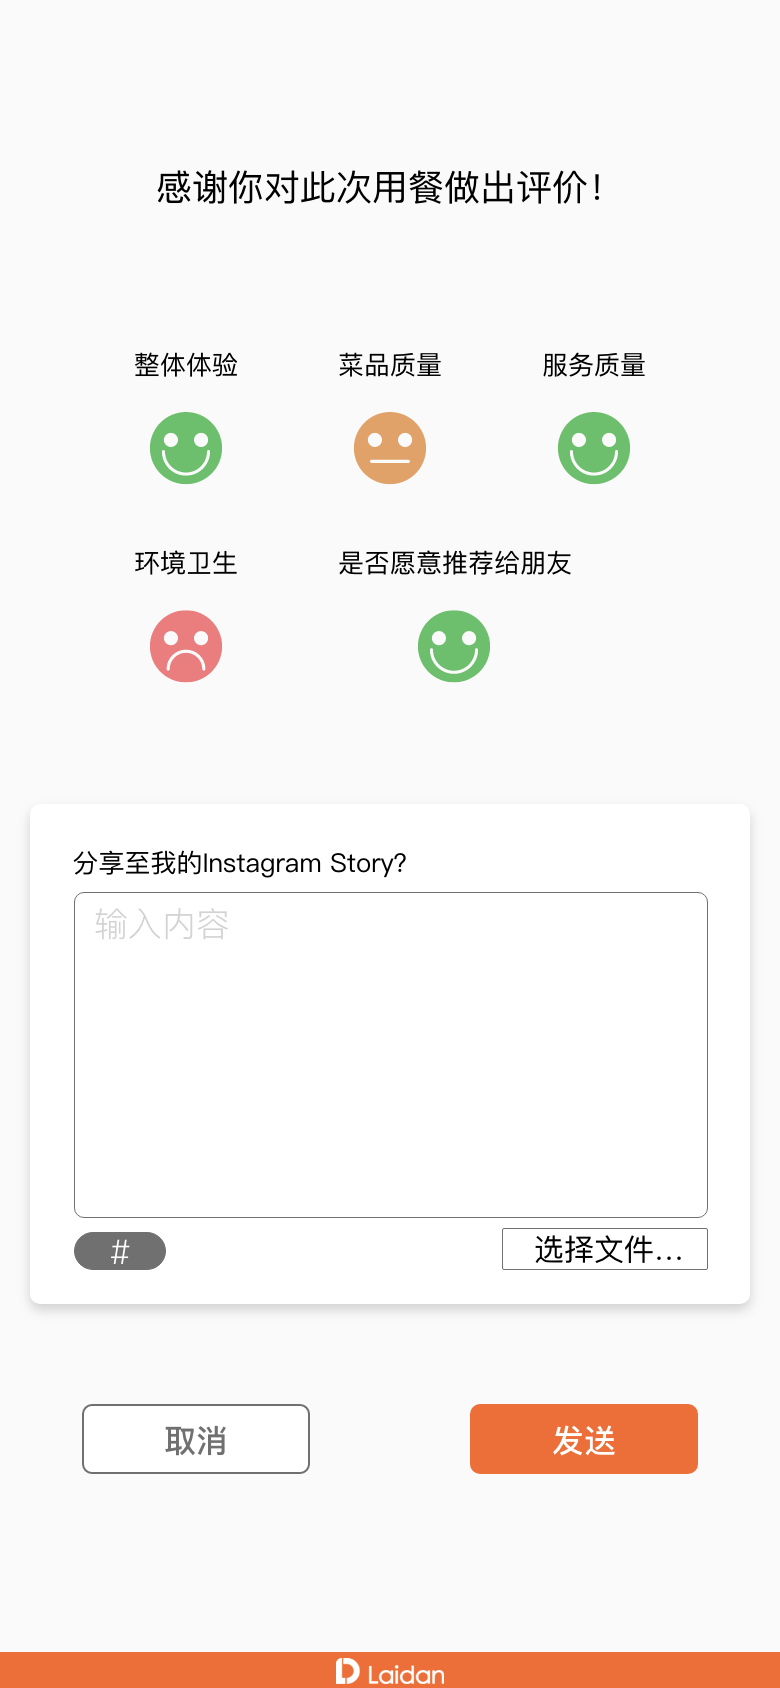 感谢你对此次用餐做出评价！
整体体验 菜品质量 服务质量
环境卫生 是否愿意推荐给朋友
分享至我的Instagram Story?
输入内容
# 选择文件...
取消 发送
Laidan